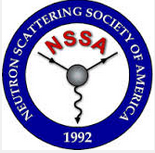 NEUTRON SCATTERING SOCIETY OF AMERICA
NSSA
1992